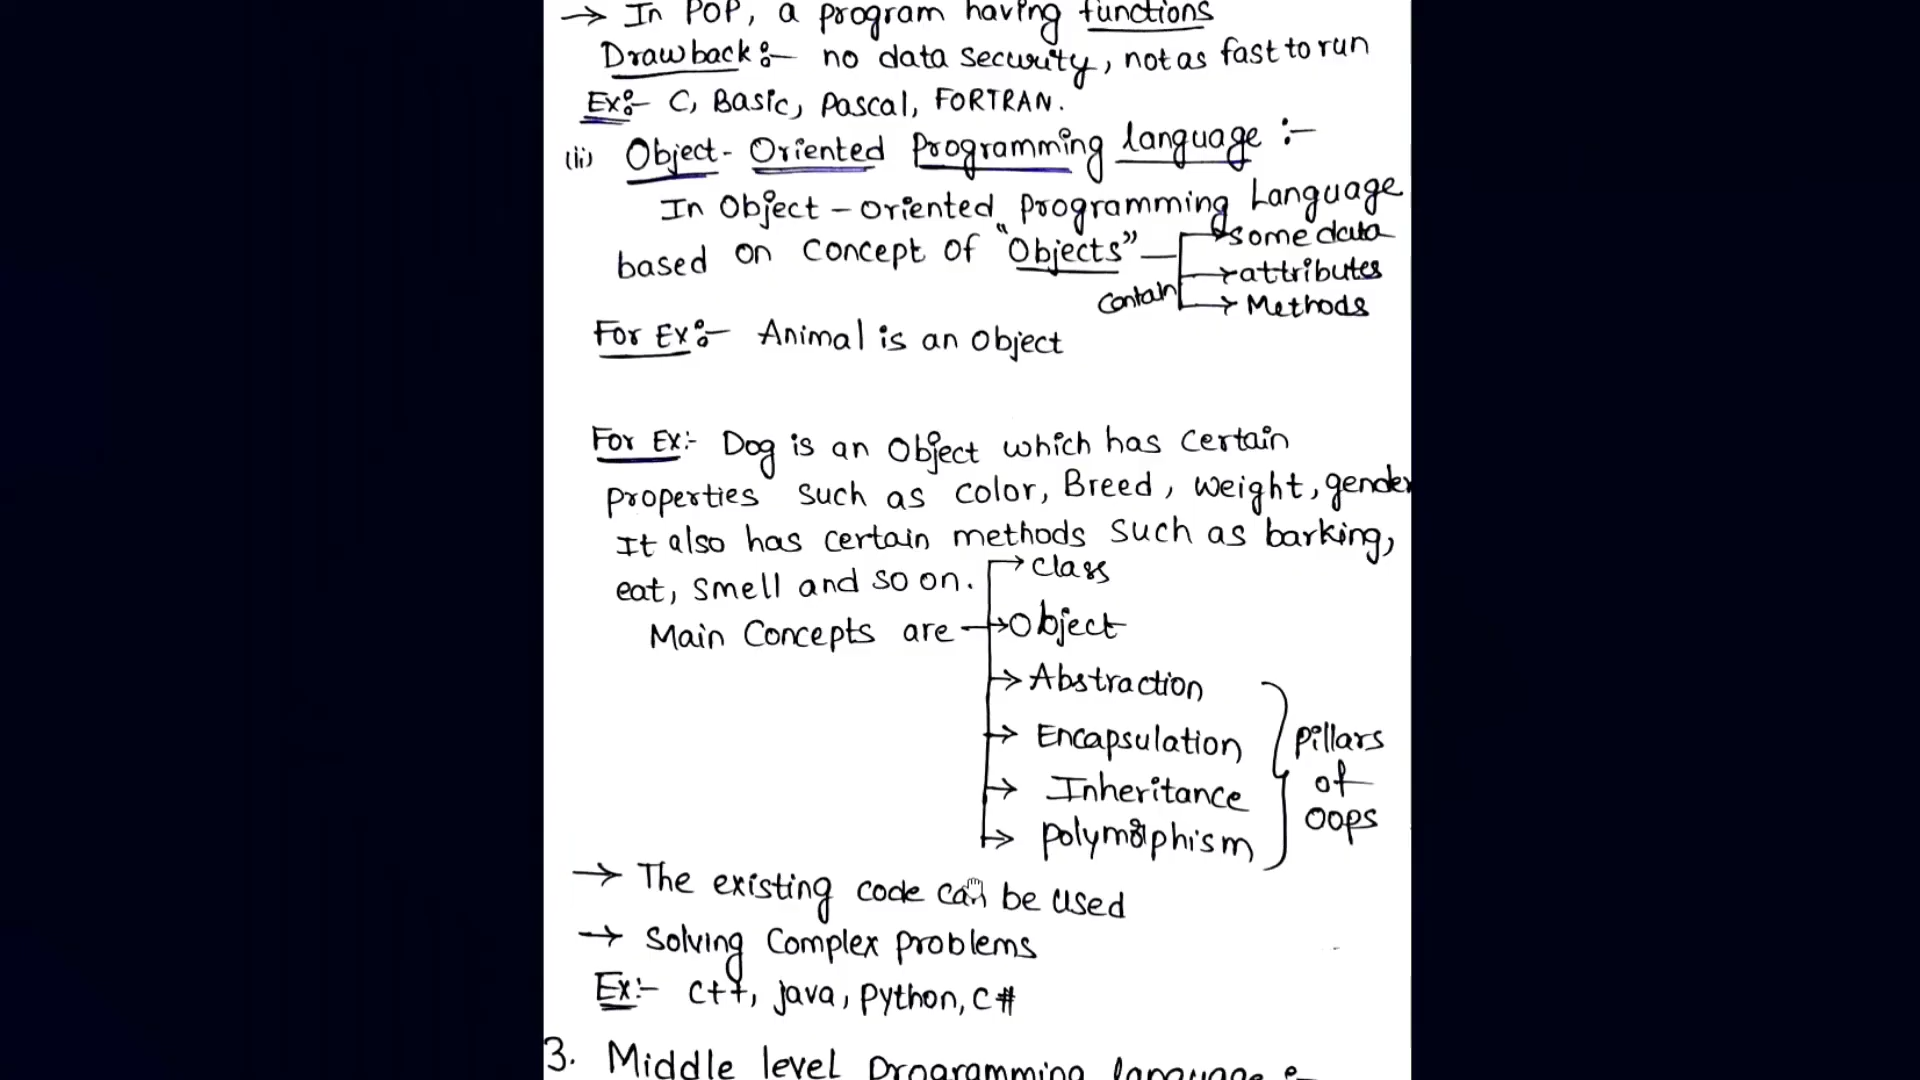 → In POP, a program having functions
Drawback:- no data security, not as fast to run
Ex:- C, Basic, Pascal, FORTRAN.
(ii) Object-Oriented Programming language :-
In Object-oriented programming Language
based on concept of "Objects" — contain
→ some data
→ attributes
→ Methods
For Ex:- Animal is an Object
For Ex:- Dog is an Object which has certain
properties such as color, Breed, weight, gender
It also has certain methods such as barking,
eat, smell and so on.
Main Concepts are
→ class
→ Object
→ Abstraction
→ Encapsulation
→ Inheritance
→ polymorphism
Pillars
of
OOPS
→ The existing code can be used
→ Solving Complex problems
Ex:- C++, java, python, C#
3. Middle level programming language :-